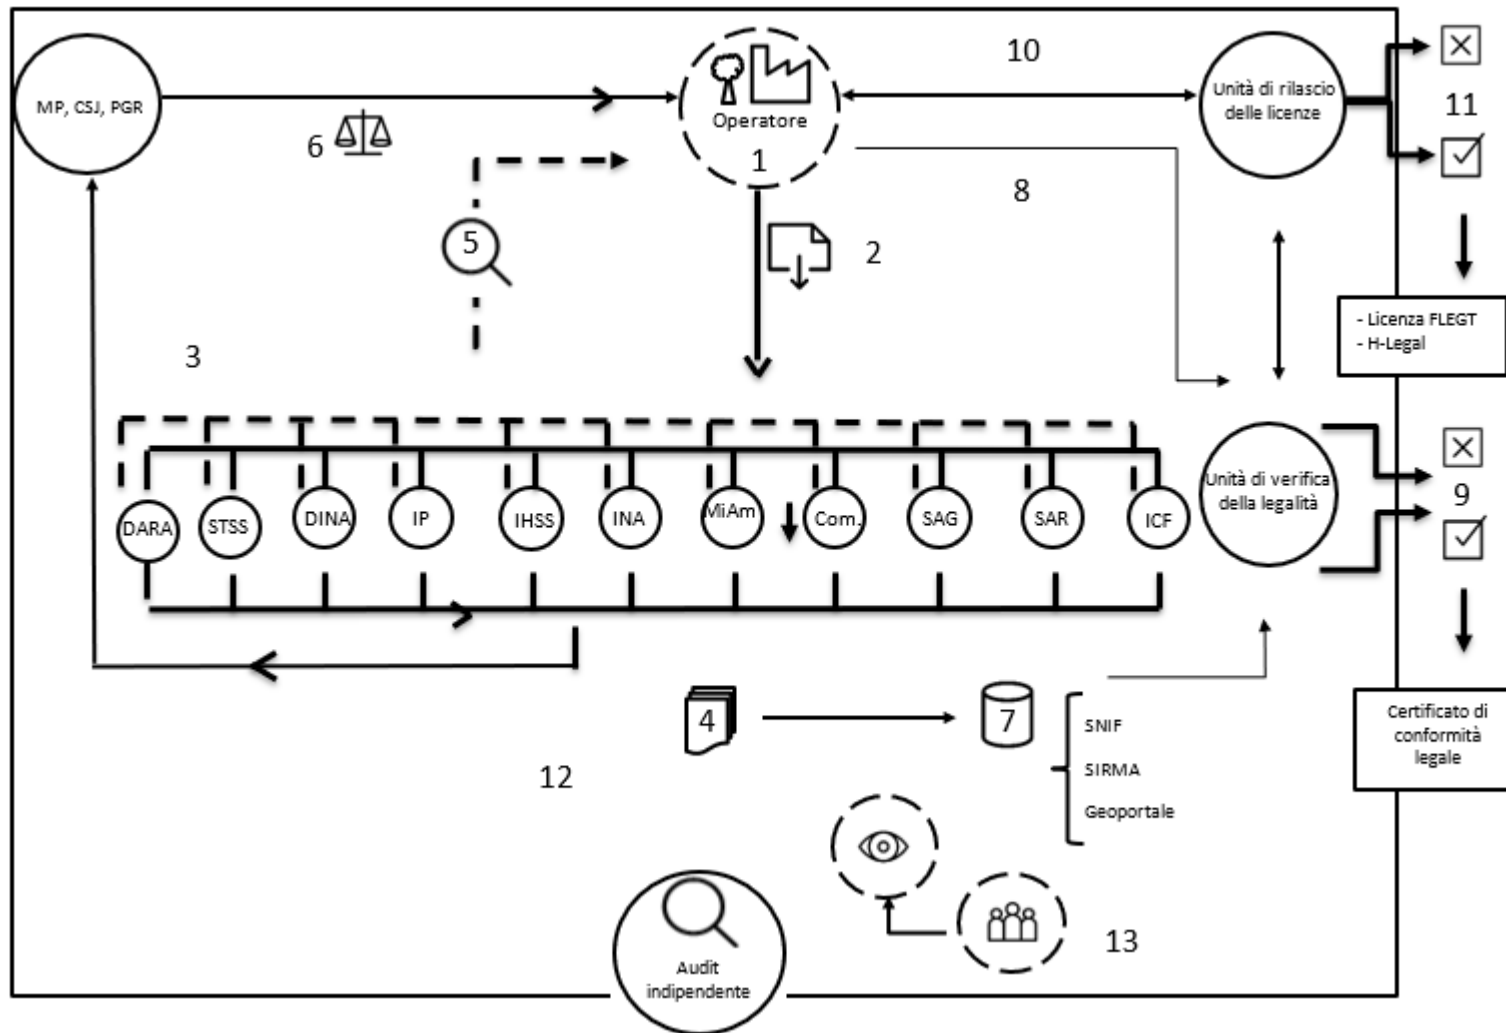 MP, CSJ, PGR
6
Operatore
1
10
Unità di rilascio
delle licenze
11
5
2
8
- Licenza FLEGT
- H-Legal
3
DARA
STSS
DINA
IP
IHSS
INA
MiAm
Com.
SAG
SAR
ICF
Unità di verifica
della legalità
9
4
7
SNIF
SIRMA
Geoportale
Certificato di
conformità
legale
12
13
Audit
indipendente